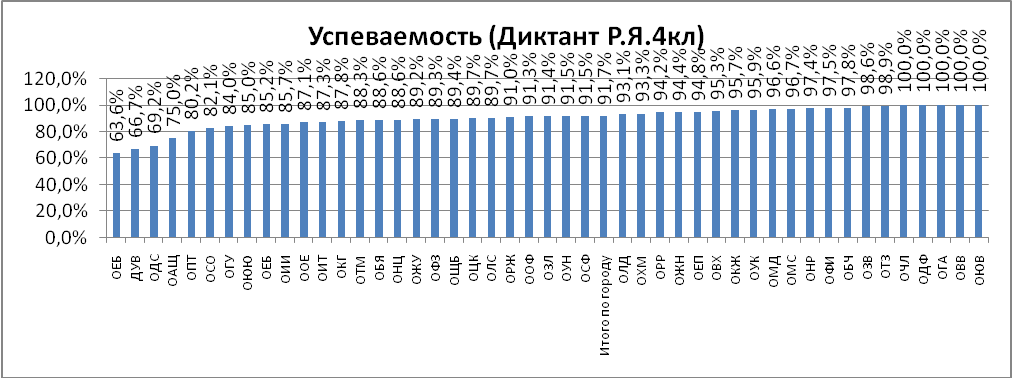 Успеваемость (Диктант Р.Я.4кл)
63,6% 66,7% 69,2% 75,0% 80,2% 82,1% 84,0% 85,0% 85,2% 85,7% 87,1% 87,3% 87,8% 88,3% 88,6% 88,6% 89,2% 89,3% 89,4% 89,7% 89,7% 91,0% 91,3% 91,4% 91,5% 91,5% 91,7% 93,1% 93,3% 94,2% 94,4% 94,8% 95,3% 95,7% 95,9% 96,6% 96,7% 97,4% 97,5% 97,8% 98,6% 98,9% 100,0% 100,0% 100,0% 100,0% 100,0%
120,0%
100,0%
80,0%
60,0%
40,0%
20,0%
0,0%
ОЕБ ДУВ ОДС ОАЩ ОПТ ОСО ОГУ ОЮЮ ОЕБ ОИИ ООЕ ОИТ ОКГ ОТМ ОБЯ ОНЦ ОЖУ ОФЗ ОЩБ ОЦК ОЛС ОРЖ ООФ ОЗЛ ОУН ОСФ Итого по городу ОЛД ОХМ ОРР ОЖН ОЕП ОВХ ОКЖ ОУК ОМД ОМС ОНР ОФИ ОБЧ ОЗВ ОТЗ ОЧЛ ОДФ ОГА ОВВ ОЮВ